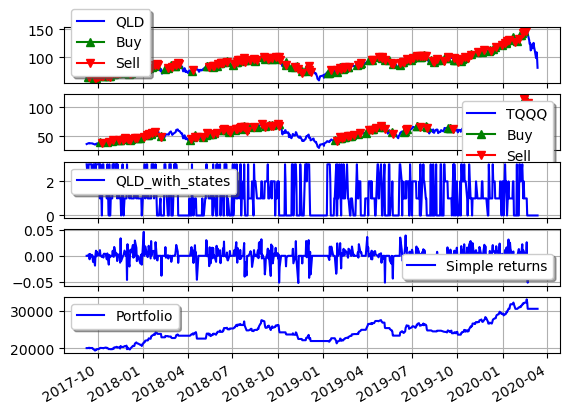 150
100
QLD
Buy
Sell
100
50
TQQQ
Buy
Sell
2
0
QLD_with_states
0.05
0.00
−0.05
Simple returns
30000
20000
Portfolio
2017-10
2018-01
2018-04
2018-07
2018-10
2019-01
2019-04
2019-07
2019-10
2020-01
2020-04